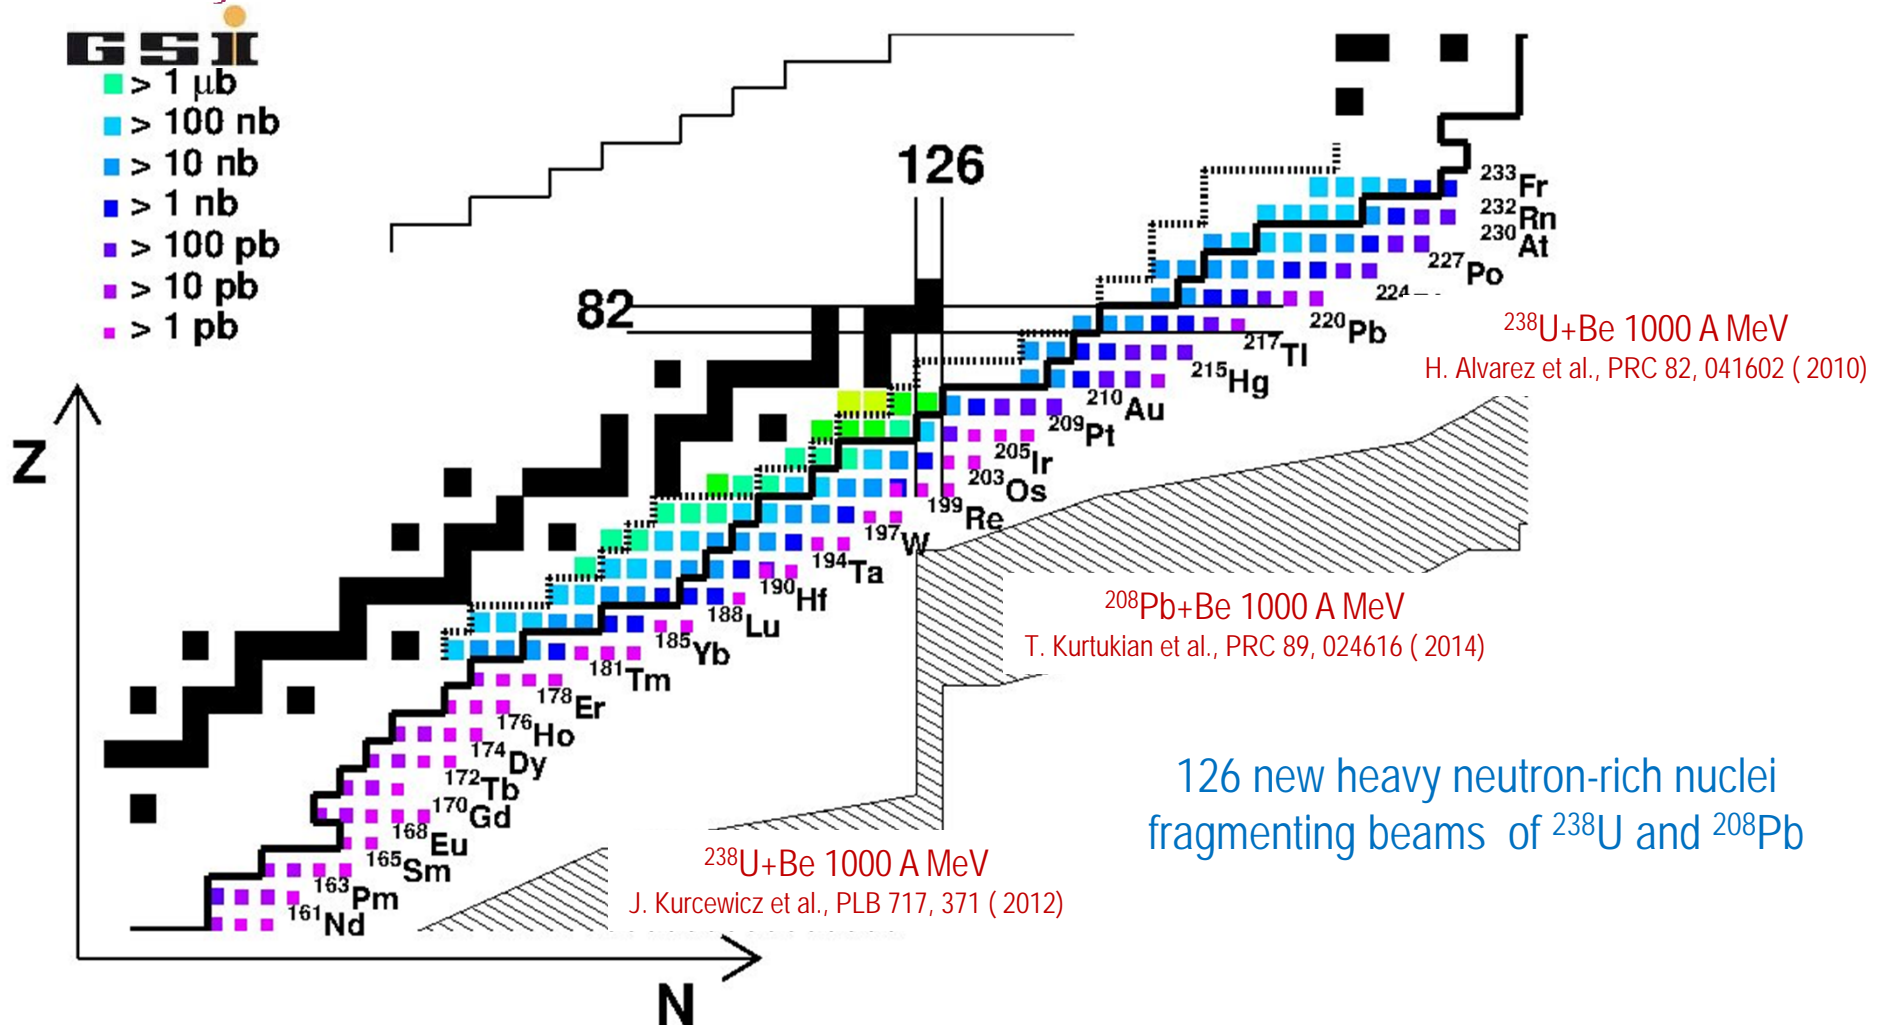 GSI
> 1 μb
> 100 nb
> 10 nb
> 1 nb
> 100 pb
> 10 pb
> 1 pb
126
82
Z
N
²³³Fr
²³²Rn
²³⁰At
²²⁷Po
²²⁴
²²⁰Pb
²¹⁷Tl
²¹⁵Hg
²¹⁰Au
²⁰⁹Pt
²⁰⁵Ir
²⁰³Os
¹⁹⁹Re
¹⁹⁷W
¹⁹⁴Ta
¹⁹⁰Hf
¹⁸⁸Lu
¹⁸⁵Yb
¹⁸¹Tm
¹⁷⁸Er
¹⁷⁶Ho
¹⁷⁴Dy
¹⁷²Tb
¹⁷⁰Gd
¹⁶⁸Eu
¹⁶⁵Sm
¹⁶³Pm
¹⁶¹Nd
²³⁸U+Be 1000 A MeV
H. Alvarez et al., PRC 82, 041602 ( 2010)
²⁰⁸Pb+Be 1000 A MeV
T. Kurtukian et al., PRC 89, 024616 ( 2014)
²³⁸U+Be 1000 A MeV
J. Kurcewicz et al., PLB 717, 371 ( 2012)
126 new heavy neutron-rich nuclei
fragmenting beams of ²³⁸U and ²⁰⁸Pb